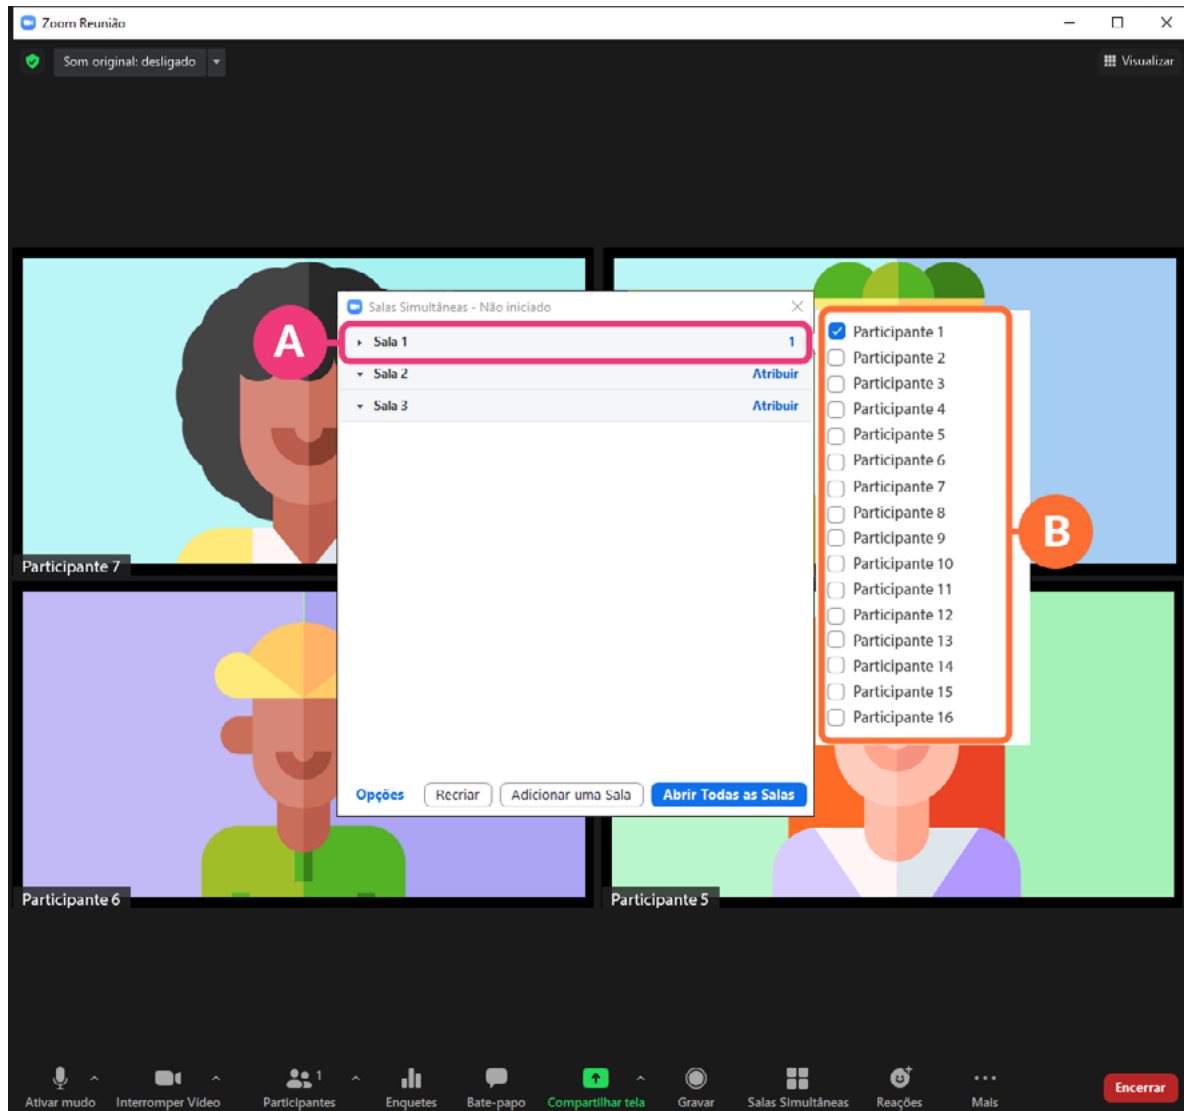 Zoom Reunião
Som original: desligado
Visualizar
Salas Simultâneas - Não iniciado
A
Sala 1 1
Sala 2 Atribuir
Sala 3 Atribuir
Participante 1
Participante 2
Participante 3
Participante 4
Participante 5
Participante 6
Participante 7
Participante 8
Participante 9
Participante 10
Participante 11
Participante 12
Participante 13
Participante 14
Participante 15
Participante 16
B
Participante 7
Opções Recriar Adicionar uma Sala Abrir Todas as Salas
Participante 6
Participante 5
1
Ativar mudo Interromper Vídeo Participantes Enquetes Bate-papo Compartilhar tela Gravar Salas Simultâneas Reações Mais Encerrar